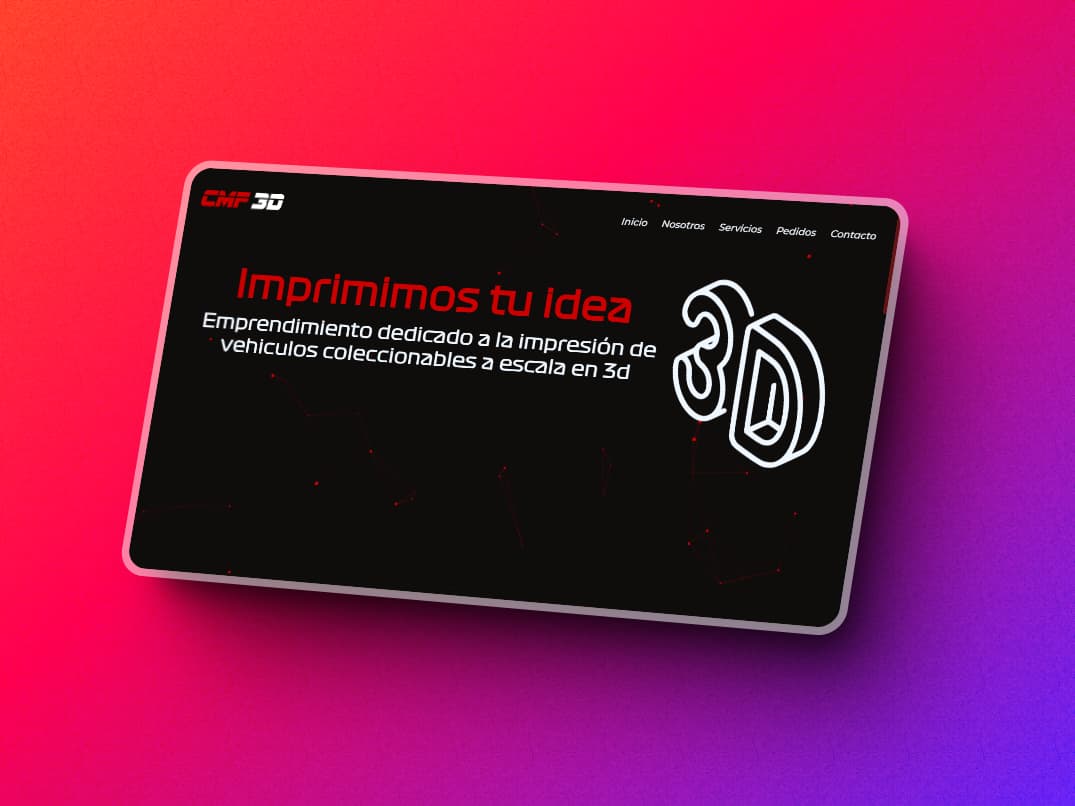 CMF 3D
Inicio Nosotros Servicios Pedidos Contacto
Imprimimos tu idea
Emprendimiento dedicado a la impresión de
vehiculos coleccionables a escala en 3d
3D